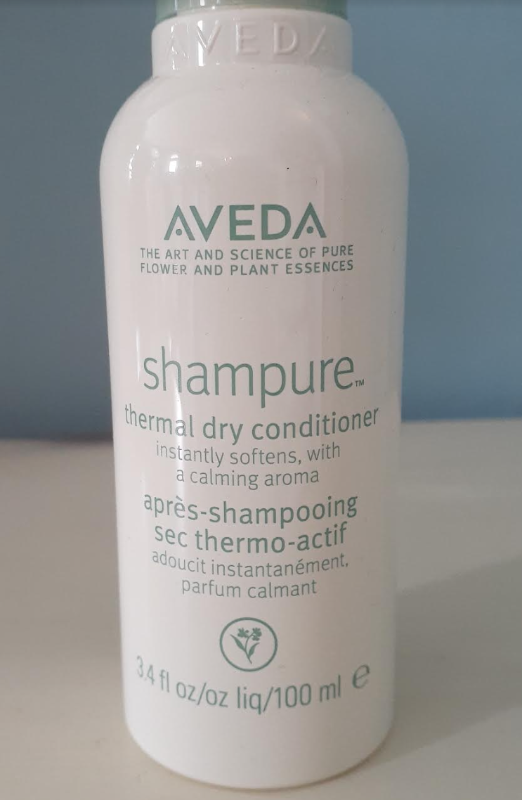 AVEDA
AVEDA
THE ART AND SCIENCE OF PURE
FLOWER AND PLANT ESSENCES
shampure™
thermal dry conditioner
instantly softens, with
a calming aroma
après-shampooing
sec thermo-actif
adoucit instantanément,
parfum calmant
3.4 fl oz/oz liq/100 ml ℮